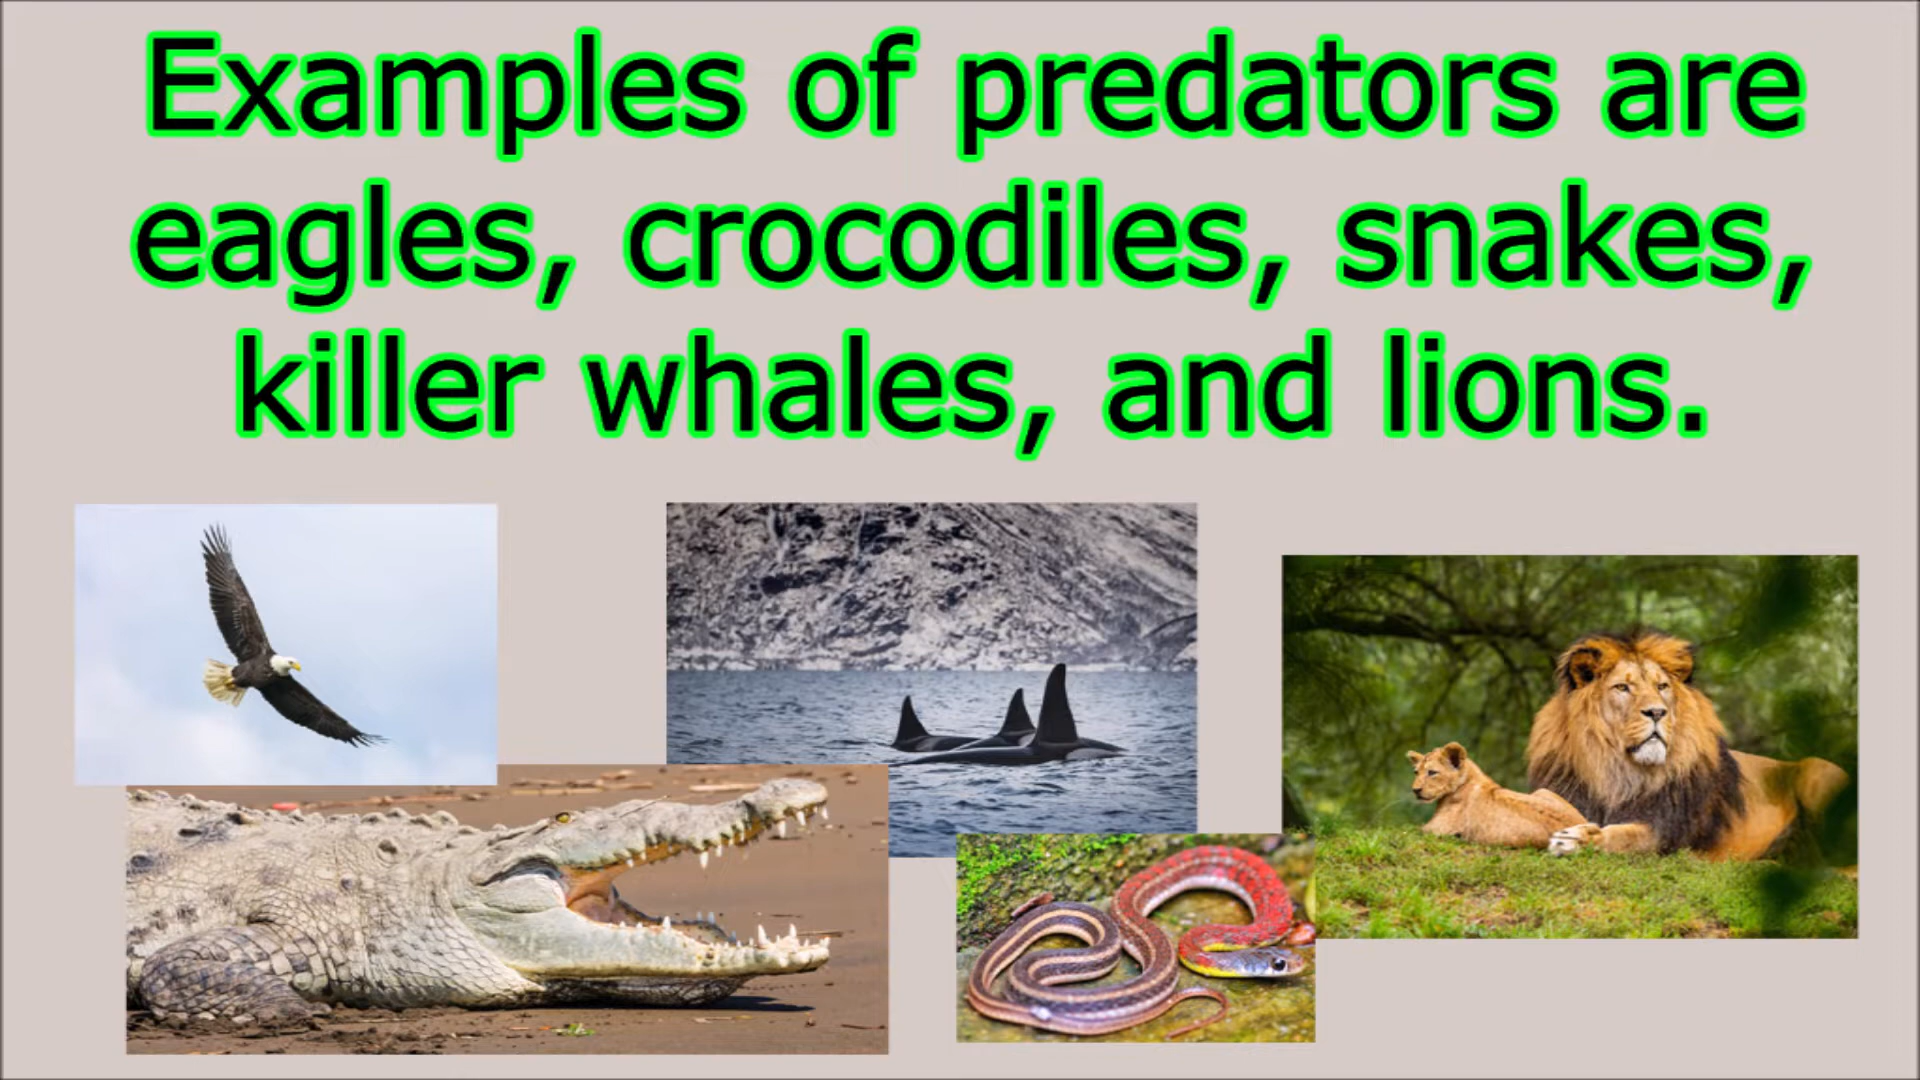 Examples of predators are
eagles, crocodiles, snakes,
killer whales, and lions.